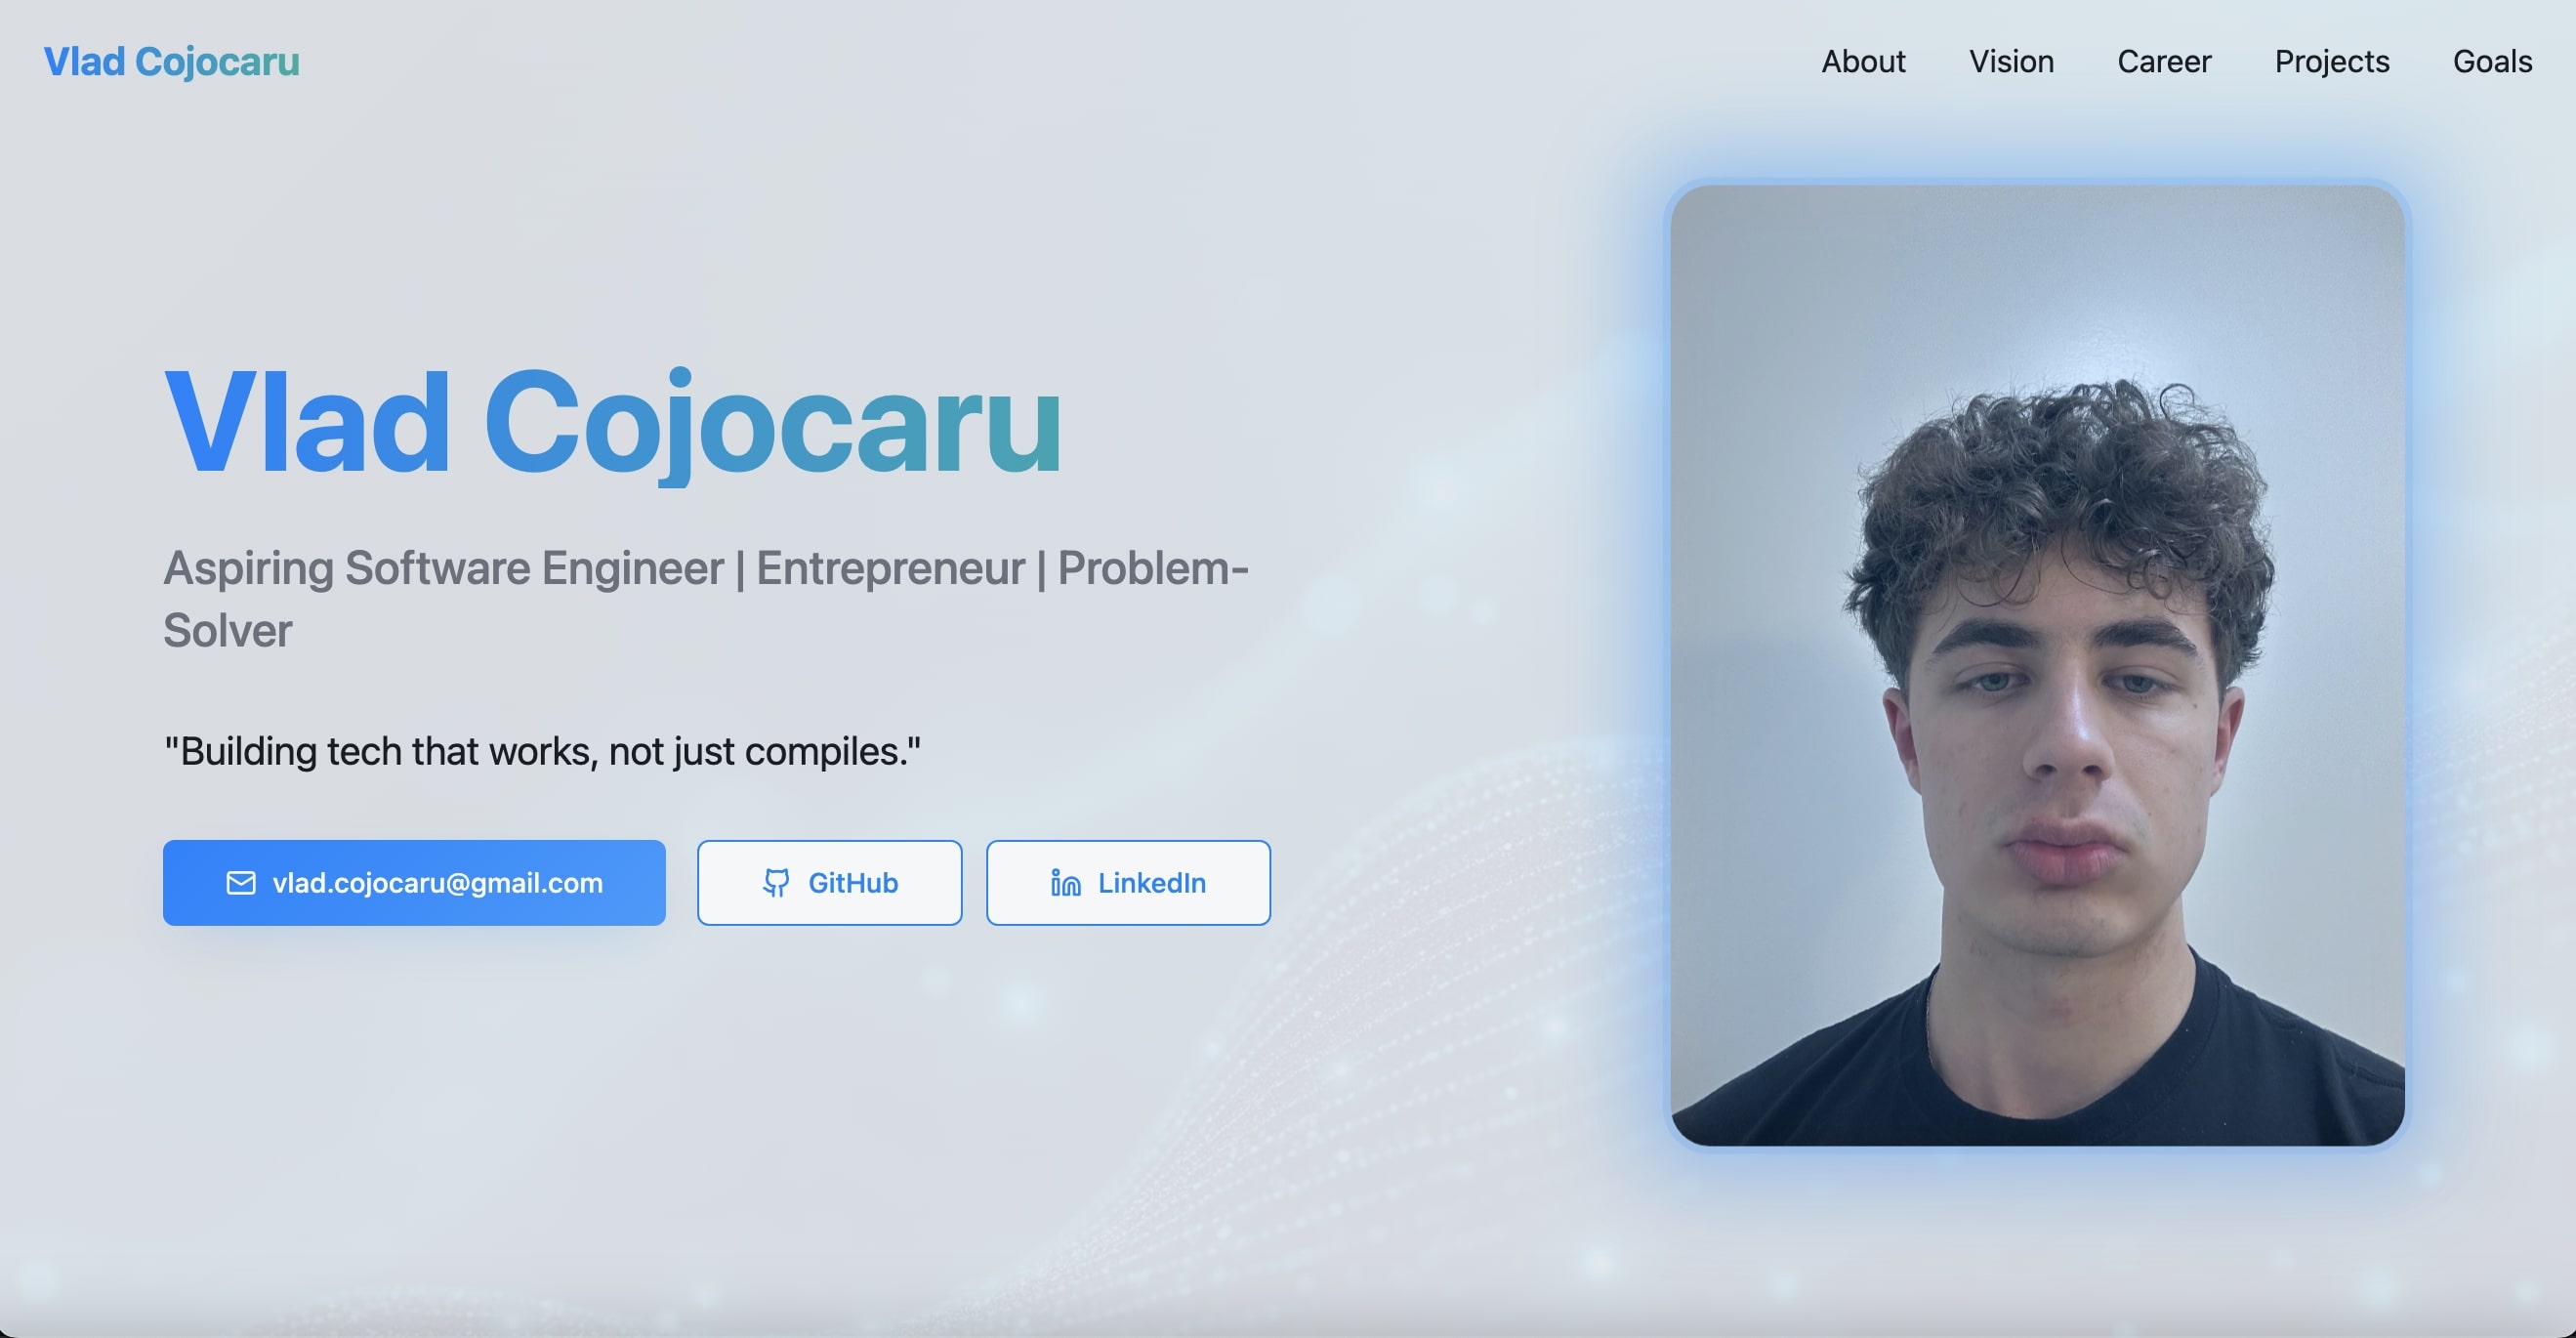 Vlad Cojocaru
About Vision Career Projects Goals
Vlad Cojocaru
Aspiring Software Engineer | Entrepreneur | Problem-
Solver
"Building tech that works, not just compiles."
vlad.cojocaru@gmail.com GitHub LinkedIn